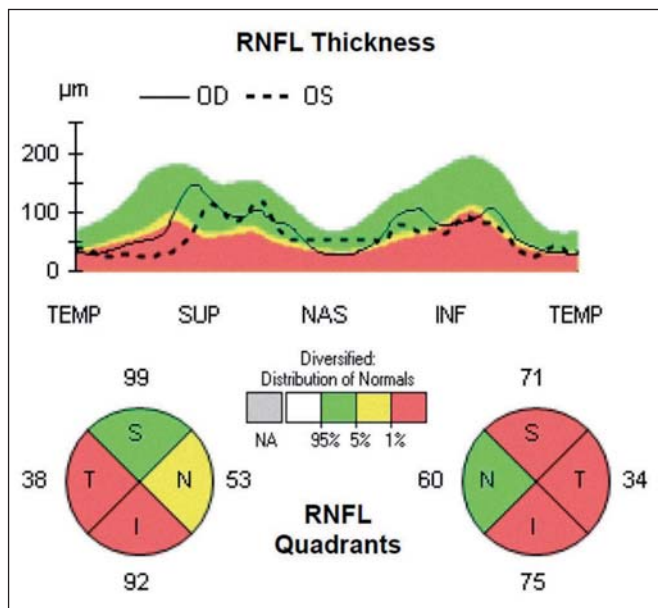 RNFL Thickness
μm
OD
OS
200
100
0
TEMP
SUP
NAS
INF
TEMP
Diversified:
Distribution of Normals
NA
95%
5%
1%
99
S
T
N
I
38
53
92
RNFL
Quadrants
71
S
N
T
I
60
34
75